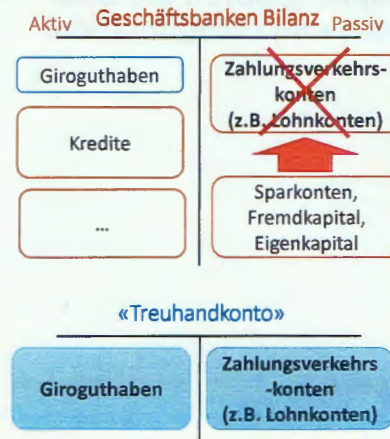 Aktiv Geschäftsbanken Bilanz Passiv
Giroguthaben
Kredite
...
Zahlungsverkehrs-
konten
(z.B. Lohnkonten)
Sparkonten,
Fremdkapital,
Eigenkapital
«Treuhandkonto»
Giroguthaben
Zahlungsverkehrs
-konten
(z.B. Lohnkonten)